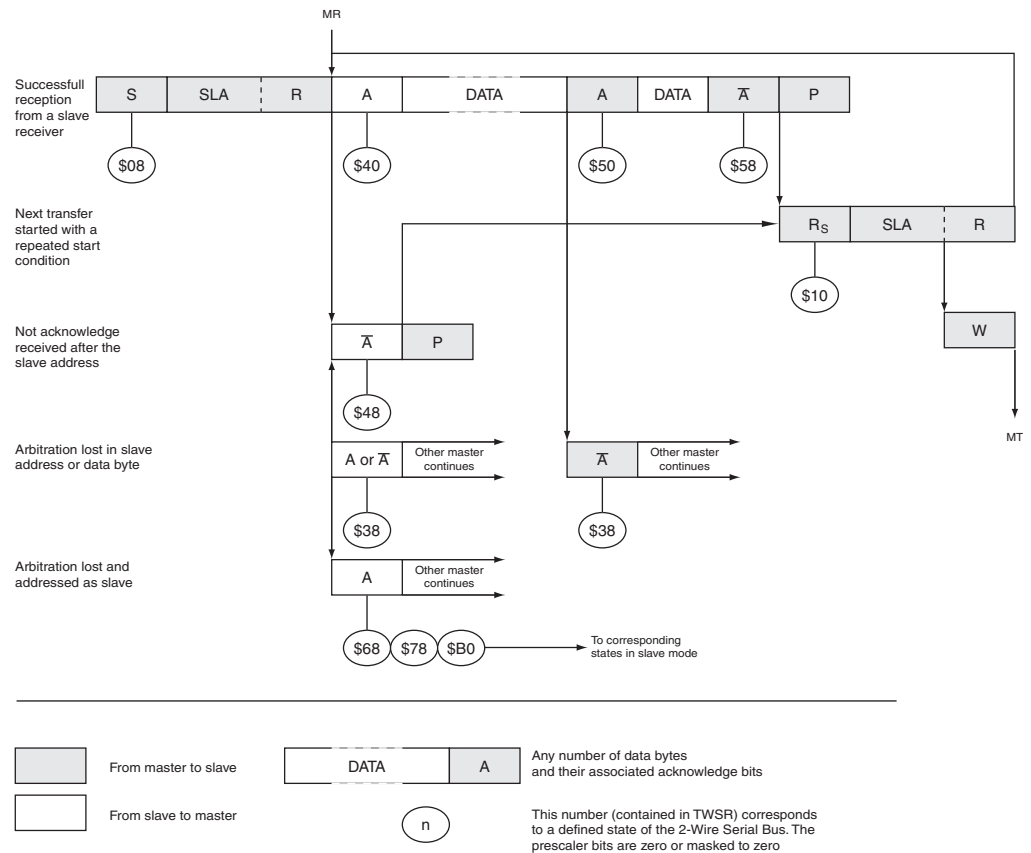 MR
Successfull
reception
from a slave
receiver
S SLA R A DATA A DATA A̅ P
$08 $40 $50 $58
Next transfer
started with a
repeated start
condition
RS SLA R
$10
Not acknowledge
received after the
slave address
A̅ P
W
$48
MT
Arbitration lost in slave
address or data byte
A or A̅
Other master
continues
A̅
Other master
continues
$38 $38
Arbitration lost and
addressed as slave
A
Other master
continues
$68 $78 $B0
To corresponding
states in slave mode
From master to slave
DATA A
Any number of data bytes
and their associated acknowledge bits
From slave to master
n
This number (contained in TWSR) corresponds
to a defined state of the 2-Wire Serial Bus. The
prescaler bits are zero or masked to zero